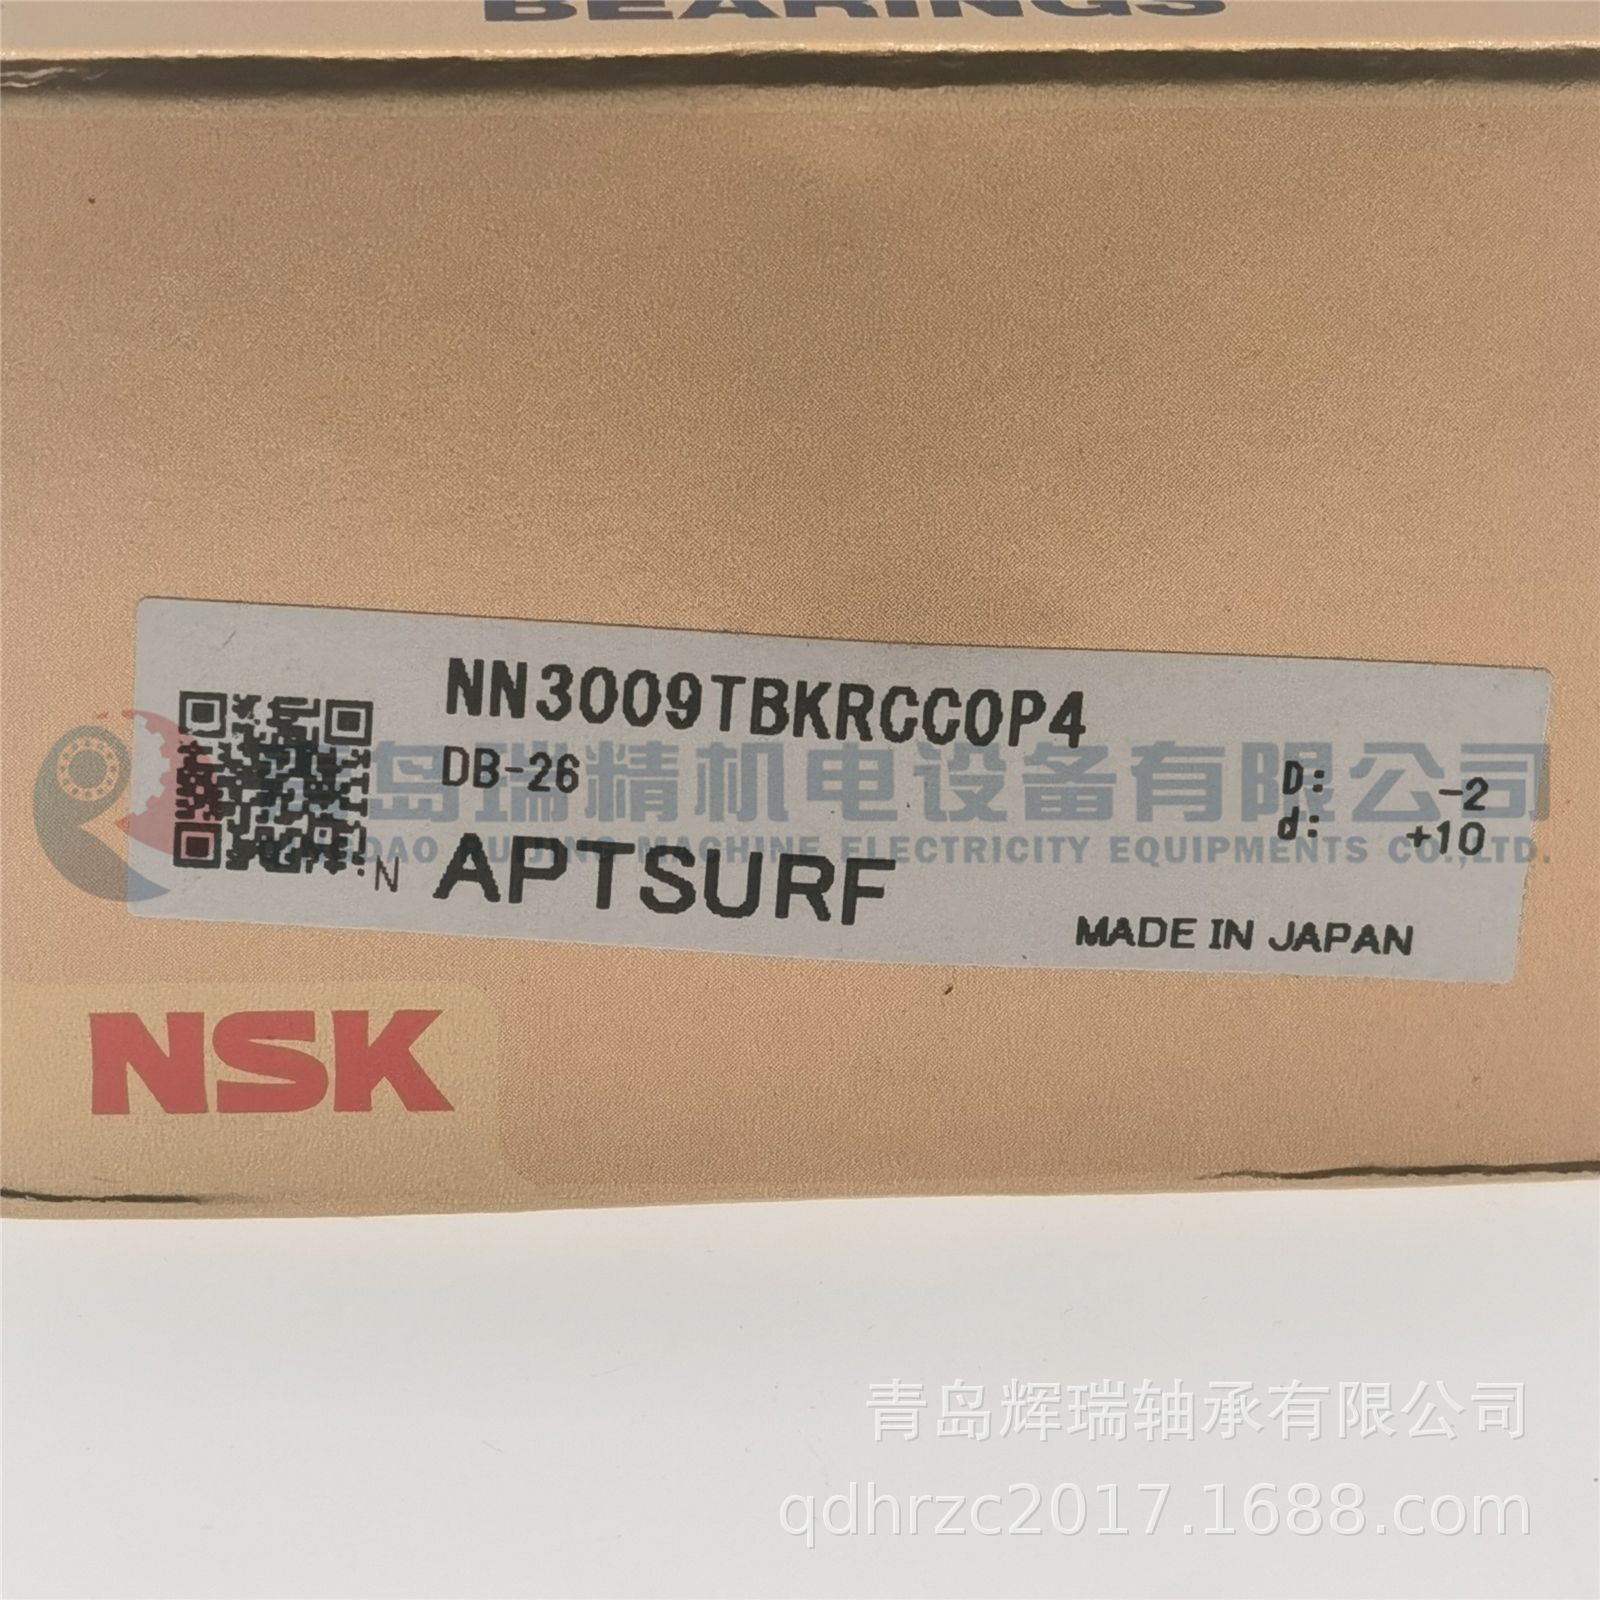 BEARINGS
NN3009TBKRCC0P4
DB-26
D: -2
d: +10
岛瑞精机电设备有限公司
MACHINE ELECTRICITY EQUIPMENTS CO.,LTD.
N APTSURF
MADE IN JAPAN
NSK
青岛辉瑞轴承有限公司
qdhrzc2017.1688.com